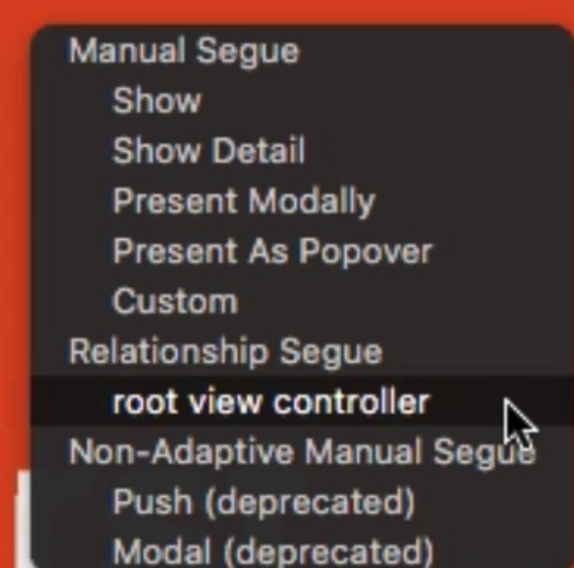 Manual Segue
Show
Show Detail
Present Modally
Present As Popover
Custom
Relationship Segue
root view controller
Non-Adaptive Manual Segue
Push (deprecated)
Modal (deprecated)